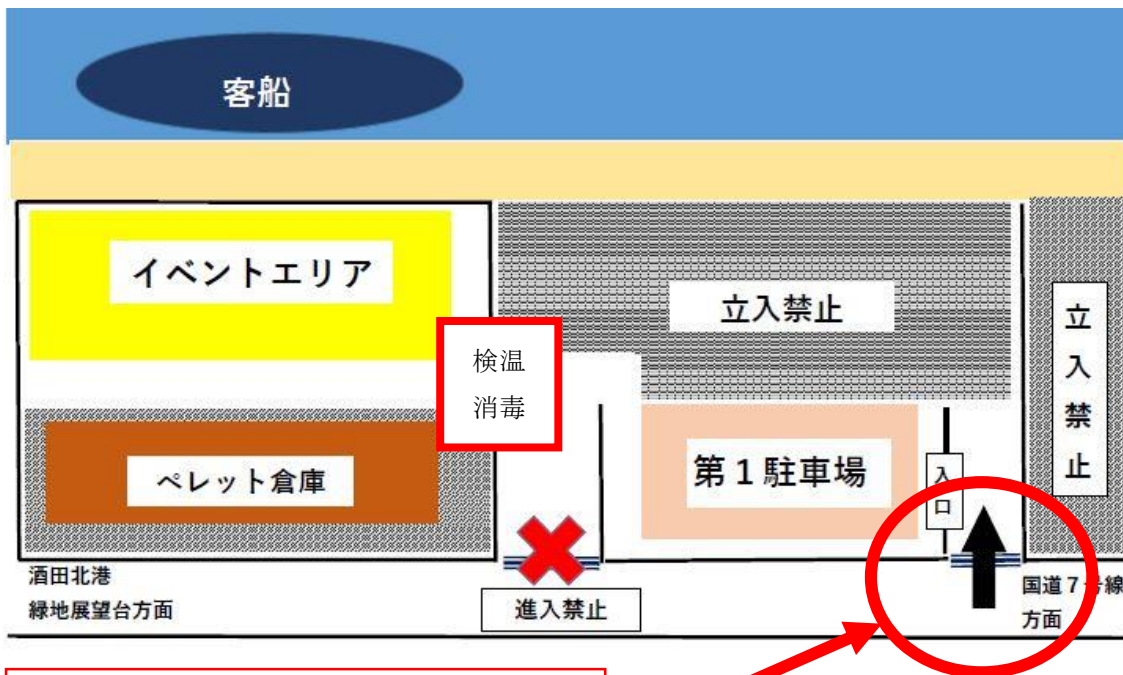 客船
イベントエリア
立入禁止
立入禁止
検温
消毒
ペレット倉庫
第１駐車場
入口
酒田北港
緑地展望台方面
進入禁止
国道７号線
方面